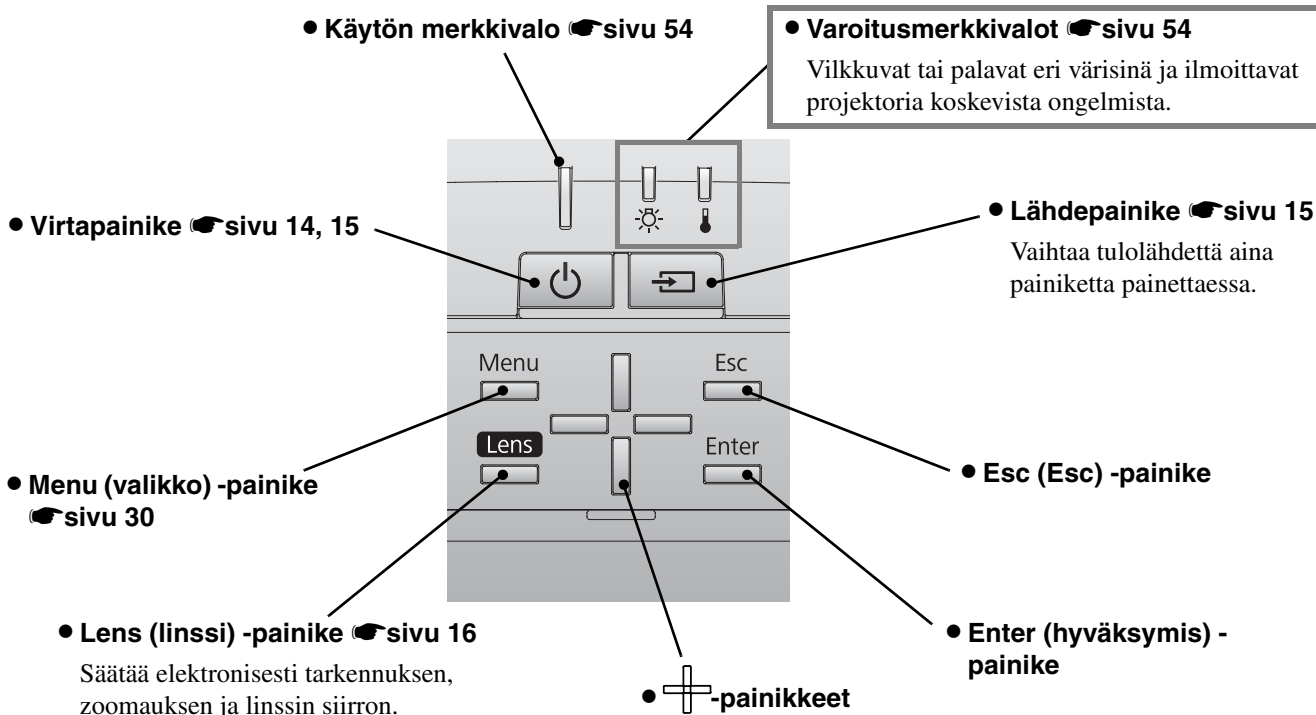 ● Käytön merkkivalo ☛sivu 54
● Varoitusmerkkivalot ☛sivu 54
Vilkkuvat tai palavat eri värisinä ja ilmoittavat
projektoria koskevista ongelmista.
● Virtapainike ☛sivu 14, 15
● Lähdepainike ☛sivu 15
Vaihtaa tulolähdettä aina
painiketta painettaessa.
Menu
Esc
Lens
Enter
● Menu (valikko) -painike
☛sivu 30
● Esc (Esc) -painike
● Lens (linssi) -painike ☛sivu 16
Säätää elektronisesti tarkennuksen,
zoomauksen ja linssin siirron.
● Enter (hyväksymis) -
painike
● -painikkeet